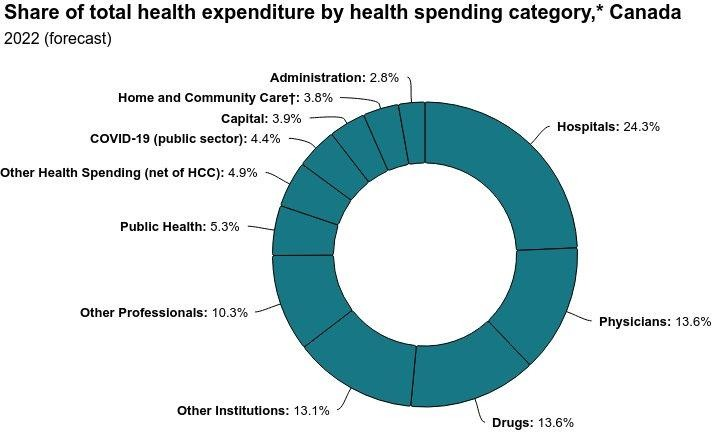 Share of total health expenditure by health spending category,* Canada
2022 (forecast)
Administration: 2.8%
Home and Community Care†: 3.8%
Capital: 3.9%
COVID-19 (public sector): 4.4%
Other Health Spending (net of HCC): 4.9%
Public Health: 5.3%
Other Professionals: 10.3%
Other Institutions: 13.1%
Hospitals: 24.3%
Physicians: 13.6%
Drugs: 13.6%